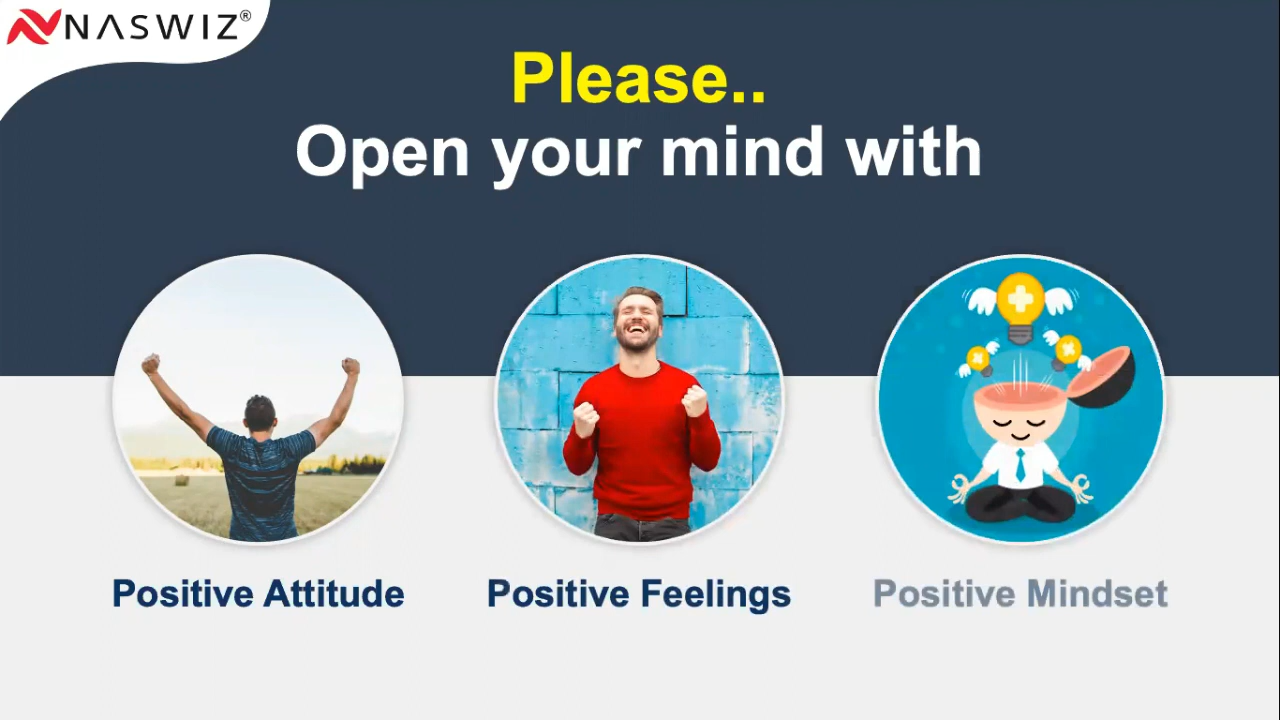 NASWIZ®
Please..
Open your mind with
Positive Attitude
Positive Feelings
Positive Mindset